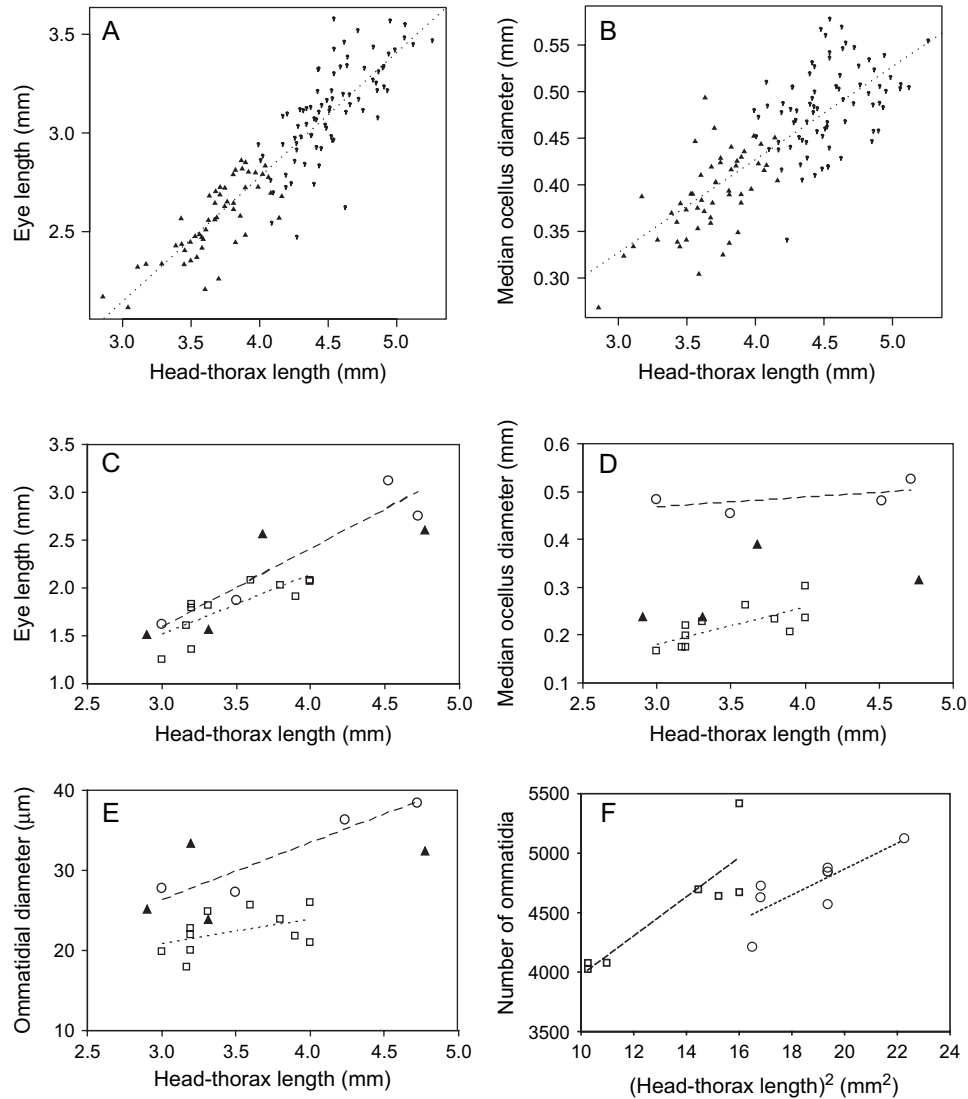 A
Eye length (mm)
3.5
3.0
2.5
3.0 3.5 4.0 4.5 5.0
Head-thorax length (mm)
B
Median ocellus diameter (mm)
0.55
0.50
0.45
0.40
0.35
0.30
3.0 3.5 4.0 4.5 5.0
Head-thorax length (mm)
C
Eye length (mm)
3.5
3.0
2.5
2.0
1.5
1.0
2.5 3.0 3.5 4.0 4.5 5.0
Head-thorax length (mm)
D
Median ocellus diameter (mm)
0.6
0.5
0.4
0.3
0.2
0.1
2.5 3.0 3.5 4.0 4.5 5.0
Head-thorax length (mm)
E
Ommatidial diameter (µm)
40
30
20
10
2.5 3.0 3.5 4.0 4.5 5.0
Head-thorax length (mm)
F
Number of ommatidia
5500
5000
4500
4000
3500
10 12 14 16 18 20 22 24
(Head-thorax length)² (mm²)